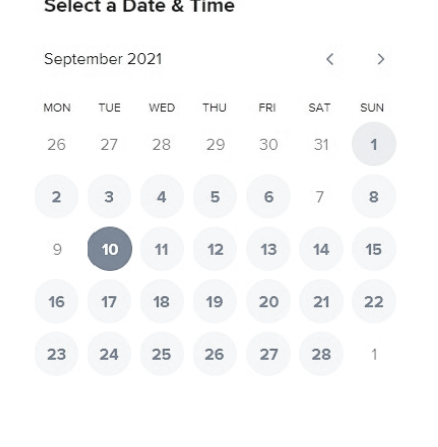 Select a Date & Time
September 2021
MON TUE WED THU FRI SAT SUN
26 27 28 29 30 31 1
2 3 4 5 6 7 8
9 10 11 12 13 14 15
16 17 18 19 20 21 22
23 24 25 26 27 28 1